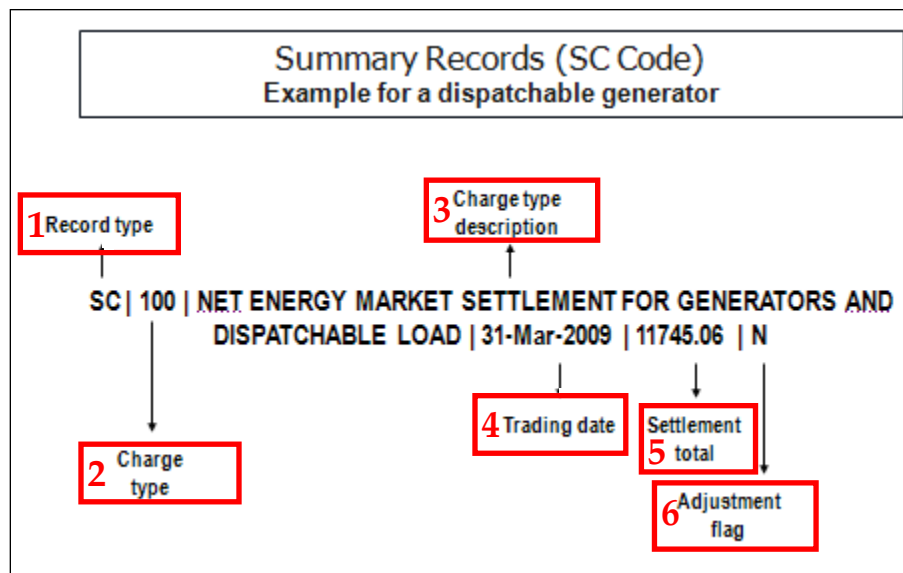 Summary Records (SC Code)
Example for a dispatchable generator
1 Record type
3 Charge type
description
SC | 100 | NET ENERGY MARKET SETTLEMENT FOR GENERATORS AND
DISPATCHABLE LOAD | 31-Mar-2009 | 11745.06 | N
4 Trading date
Settlement
5 total
2 Charge
type
6 Adjustment
flag